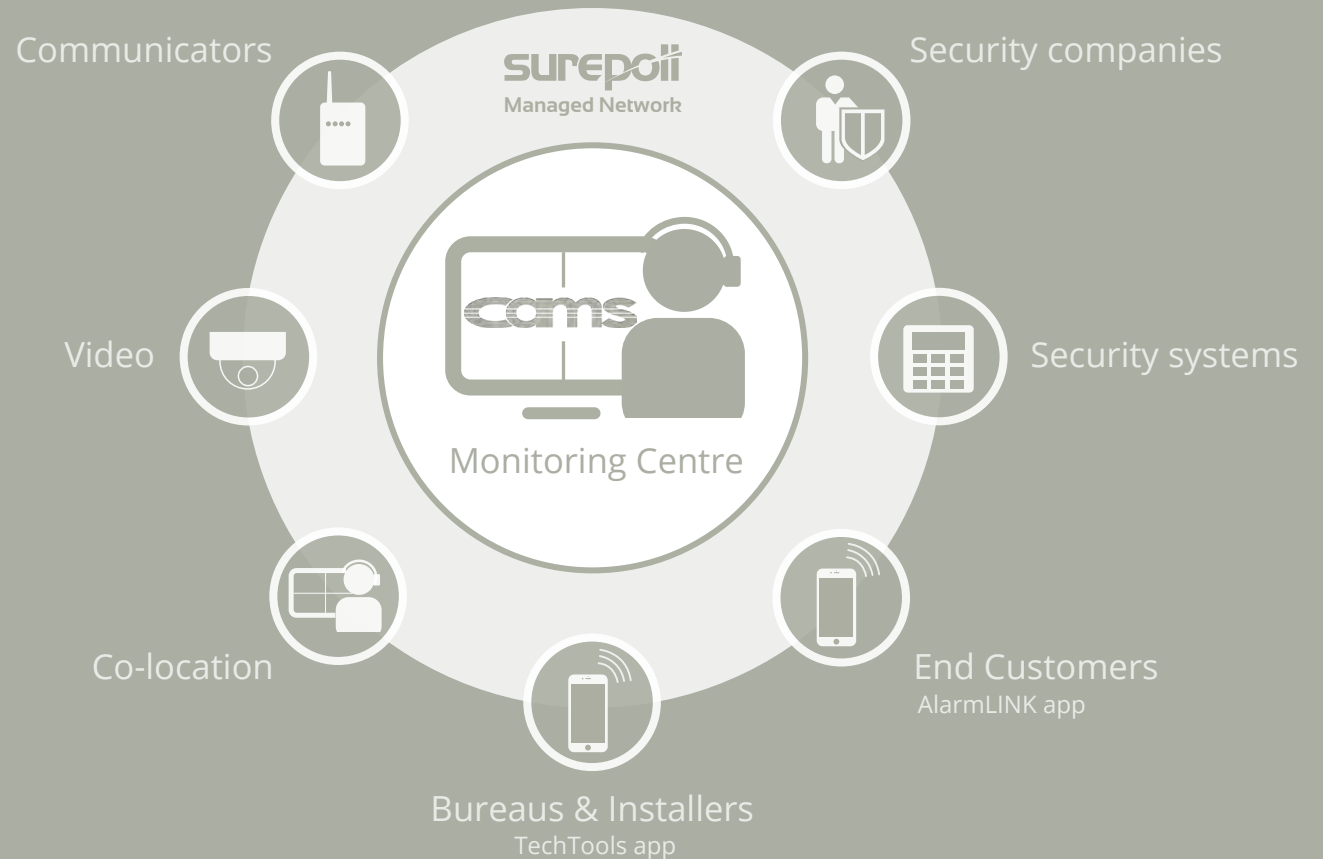 Communicators
surepoll
Managed Network
Security companies
cams
Video
Security systems
Monitoring Centre
Co-location
End Customers
AlarmLINK app
Bureaus & Installers
TechTools app